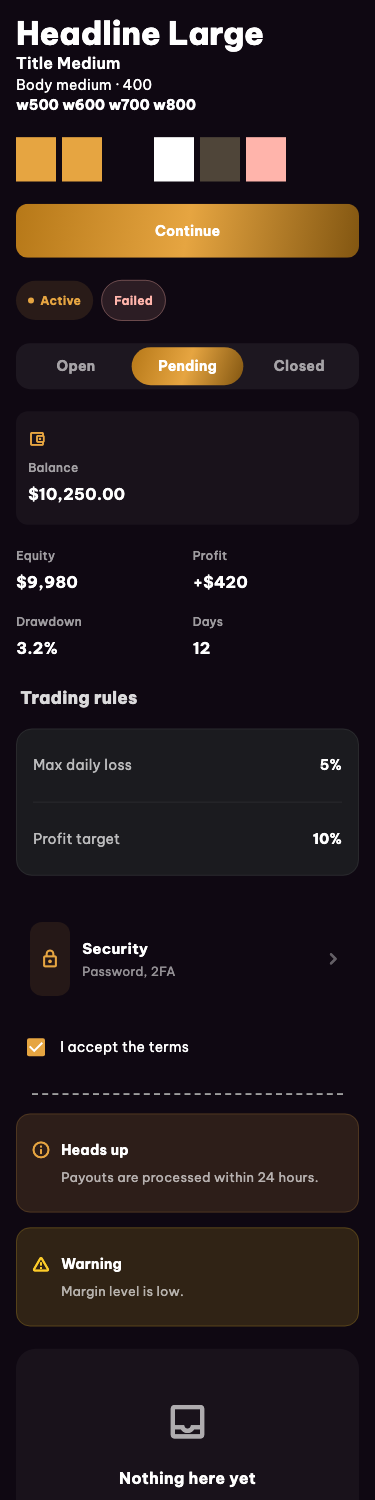 Headline Large
Title Medium
Body medium · 400
w500 w600 w700 w800
Continue
Active
Failed
Open
Pending
Closed
Balance
$10,250.00
Equity
Profit
$9,980
+$420
Drawdown
Days
3.2%
12
Trading rules
Max daily loss
5%
Profit target
10%
Security
Password, 2FA
I accept the terms
Heads up
Payouts are processed within 24 hours.
Warning
Margin level is low.
Nothing here yet